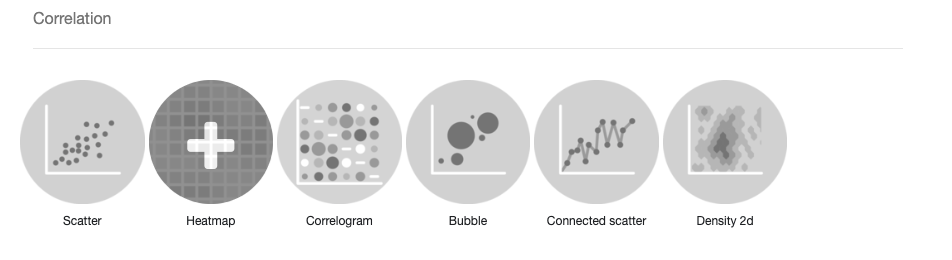 Correlation
Scatter
Heatmap
Correlogram
Bubble
Connected scatter
Density 2d